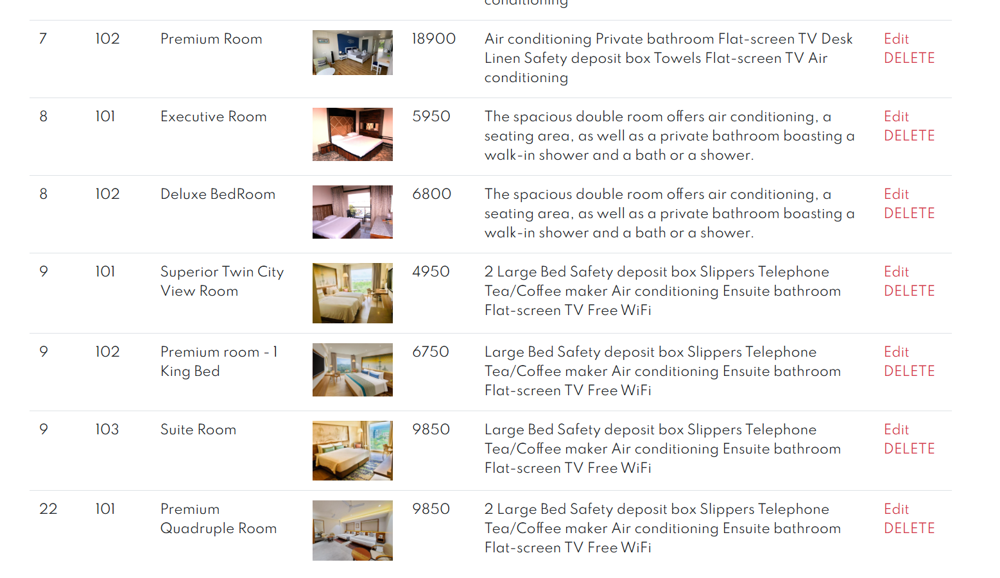 conditioning
7 102 Premium Room 18900 Air conditioning Private bathroom Flat-screen TV Desk Edit
Linen Safety deposit box Towels Flat-screen TV Air DELETE
conditioning
8 101 Executive Room 5950 The spacious double room offers air conditioning, a Edit
seating area, as well as a private bathroom boasting a DELETE
walk-in shower and a bath or a shower.
8 102 Deluxe BedRoom 6800 The spacious double room offers air conditioning, a Edit
seating area, as well as a private bathroom boasting a DELETE
walk-in shower and a bath or a shower.
9 101 Superior Twin City 4950 2 Large Bed Safety deposit box Slippers Telephone Edit
View Room Tea/Coffee maker Air conditioning Ensuite bathroom DELETE
Flat-screen TV Free WiFi
9 102 Premium room - 1 6750 Large Bed Safety deposit box Slippers Telephone Edit
King Bed Tea/Coffee maker Air conditioning Ensuite bathroom DELETE
Flat-screen TV Free WiFi
9 103 Suite Room 9850 Large Bed Safety deposit box Slippers Telephone Edit
Tea/Coffee maker Air conditioning Ensuite bathroom DELETE
Flat-screen TV Free WiFi
22 101 Premium 9850 2 Large Bed Safety deposit box Slippers Telephone Edit
Quadruple Room Tea/Coffee maker Air conditioning Ensuite bathroom DELETE
Flat-screen TV Free WiFi